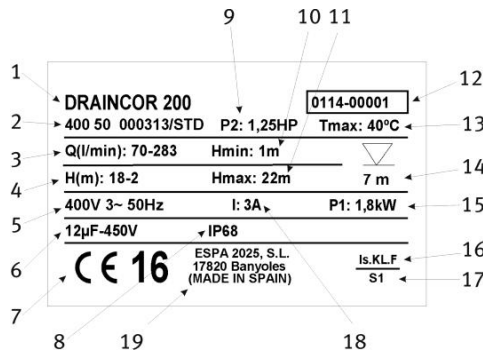 9 10 11
1 DRAINCOR 200 0114-00001 12
2 400 50 000313/STD P2: 1,25HP Tmax: 40ºC 13
3 Q(l/min): 70-283 Hmin: 1m
4 H(m): 18-2 Hmax: 22m 7 m 14
5 400V 3~ 50Hz I: 3A P1: 1,8kW 15
6 12µF-450V IP68
7 CE 16 ESPA 2025, S.L. Is.KL.F 16
17820 Banyoles S1 17
(MADE IN SPAIN)
8 19 18